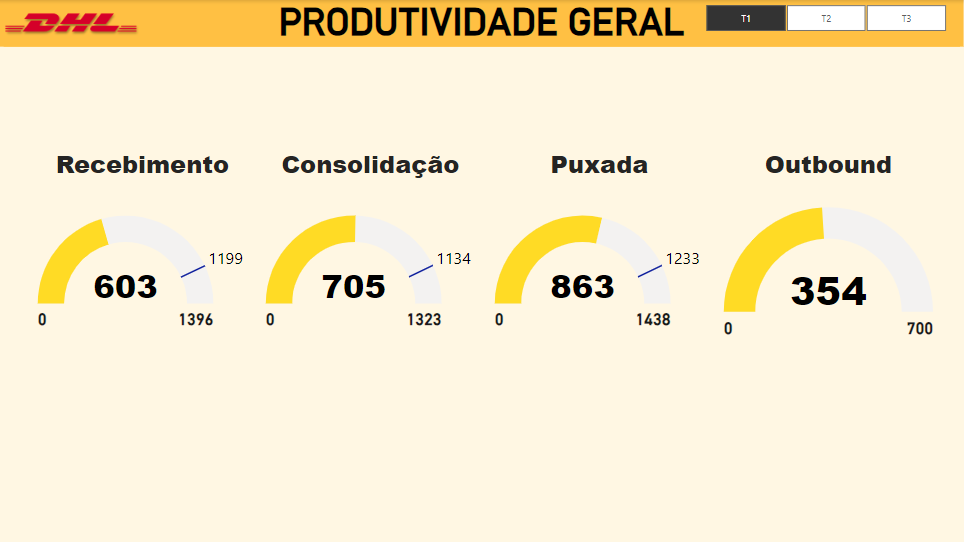 DHL
PRODUTIVIDADE GERAL
T1
T2
T3
Recebimento
Consolidação
Puxada
Outbound
1199
603
0
1396
1134
705
0
1323
1233
863
0
1438
354
0
700